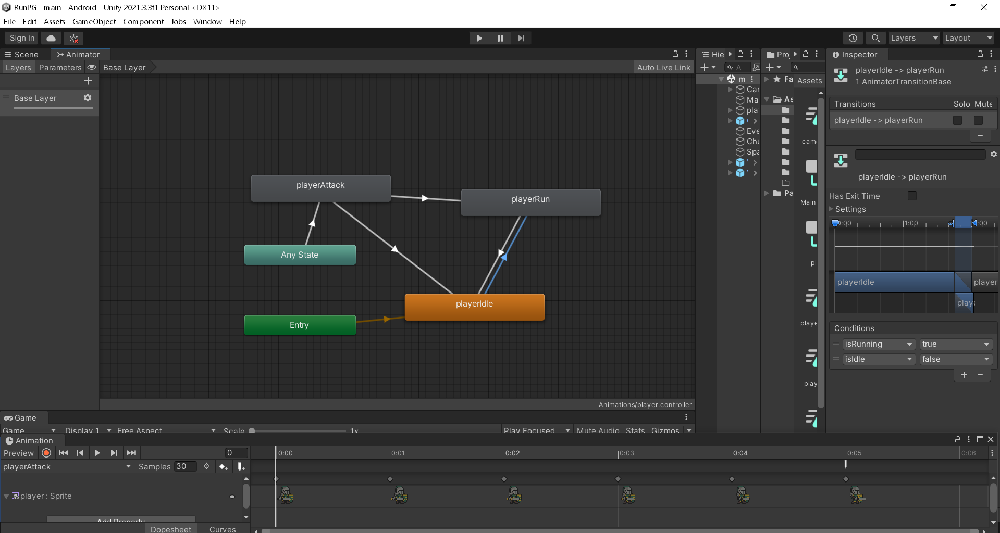 RunPG - main - Android - Unity 2021.3.3f1 Personal <DX11>
File Edit Assets GameObject Component Jobs Window Help
Sign in
Layers
Layout
Scene
Animator
Hie
Pro
Inspector
Layers
Parameters
Base Layer
Auto Live Link
A
playerIdle -> playerRun
1 AnimatorTransitionBase
m
Fa
Assets
Base Layer
Car
Ma
pla
Eve
Chu
Spa
As
Pa
Transitions
Solo
Mute
playerIdle -> playerRun
cam
Main
pl
playe
play
playerIdle -> playerRun
Has Exit Time
Settings
0:00
1:00
:00
playerIdle
playerI
playe
playerAttack
playerRun
Any State
playerIdle
Entry
Conditions
isRunning
true
isIdle
false
Animations/player.controller
Game
Game
Display 1
Free Aspect
Scale
1x
Play Focused
Mute Audio
Stats
Gizmos
Animation
Preview
0
0:00
0:01
0:02
0:03
0:04
0:05
0:06
playerAttack
Samples
30
player : Sprite
Add Property
Dopesheet
Curves